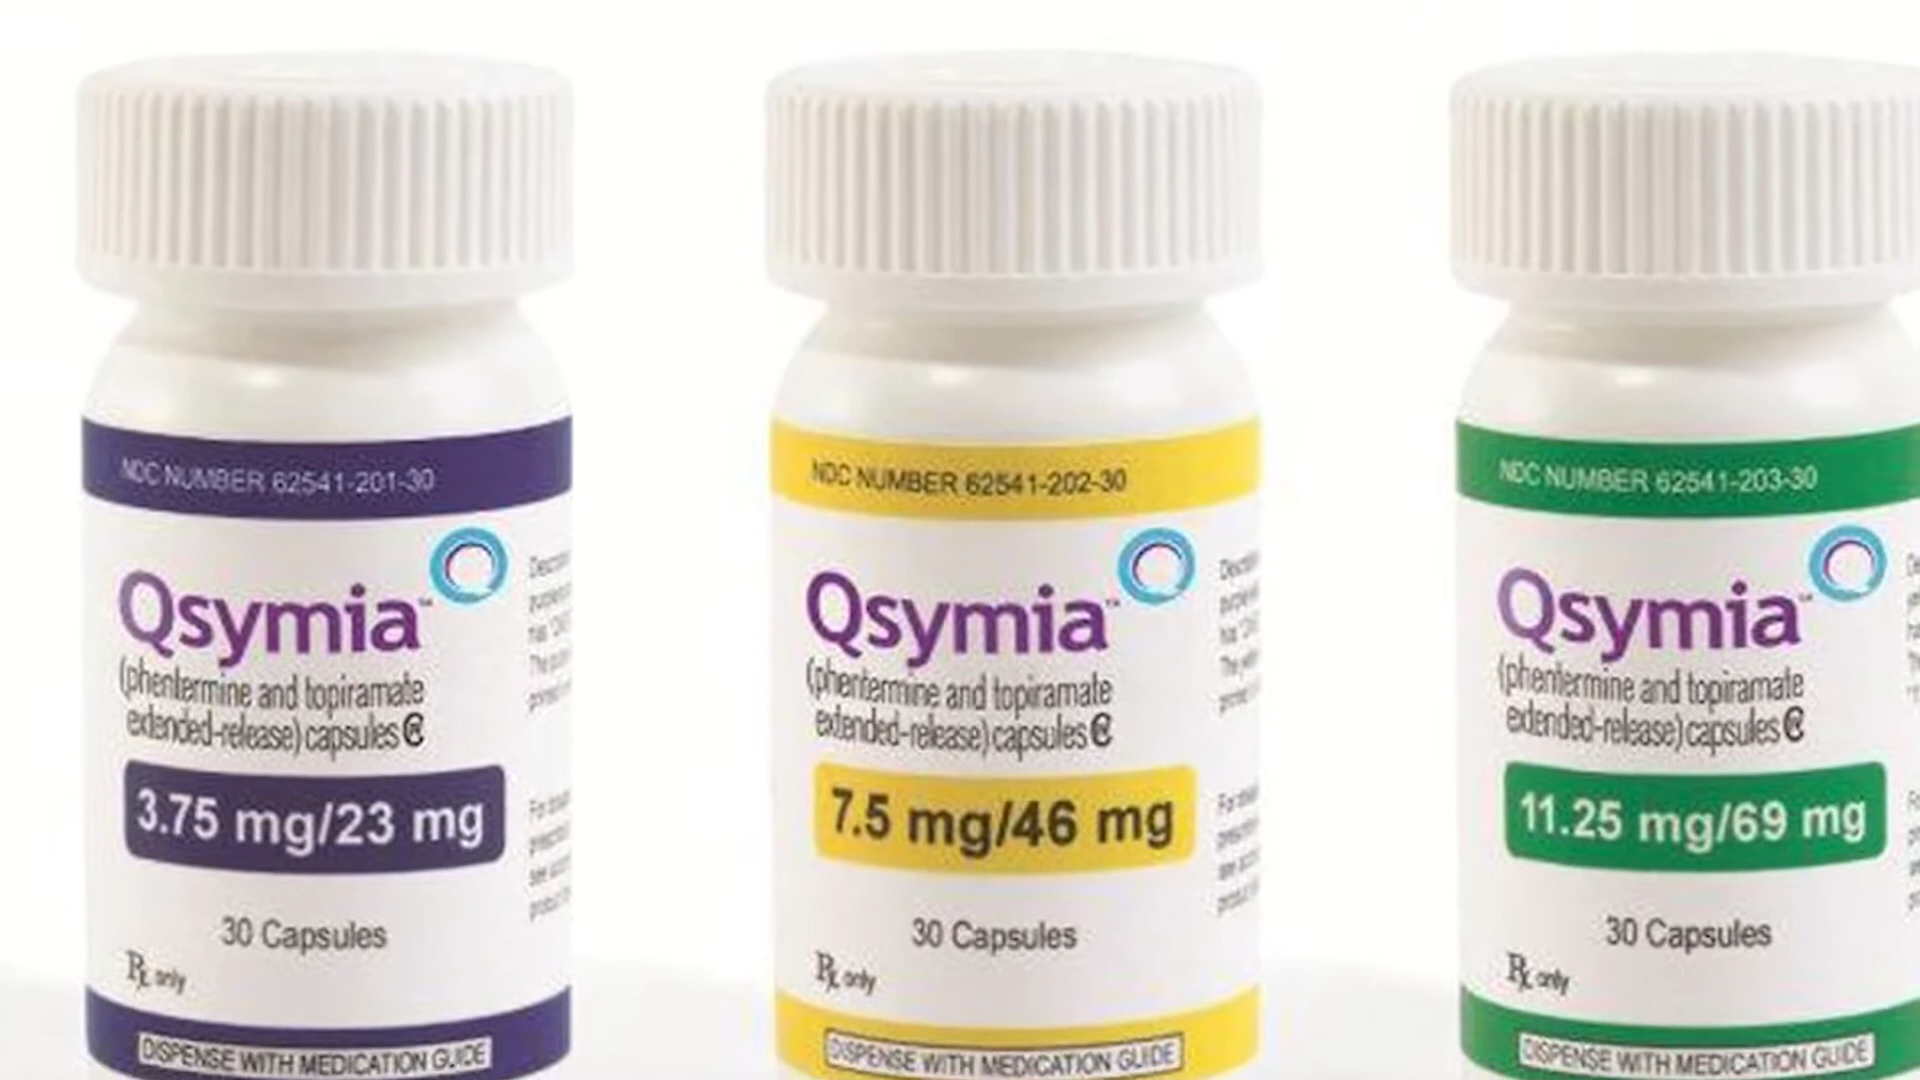 NDC NUMBER 62541-201-30
Qsymia™
(phentermine and topiramate
extended-release) capsules CIV
3.75 mg/23 mg
30 Capsules
Rx only
DISPENSE WITH MEDICATION GUIDE
NDC NUMBER 62541-202-30
Qsymia™
(phentermine and topiramate
extended-release) capsules CIV
7.5 mg/46 mg
30 Capsules
Rx only
DISPENSE WITH MEDICATION GUIDE
NDC NUMBER 62541-203-30
Qsymia™
(phentermine and topiramate
extended-release) capsules CIV
11.25 mg/69 mg
30 Capsules
Rx only
DISPENSE WITH MEDICATION GUIDE